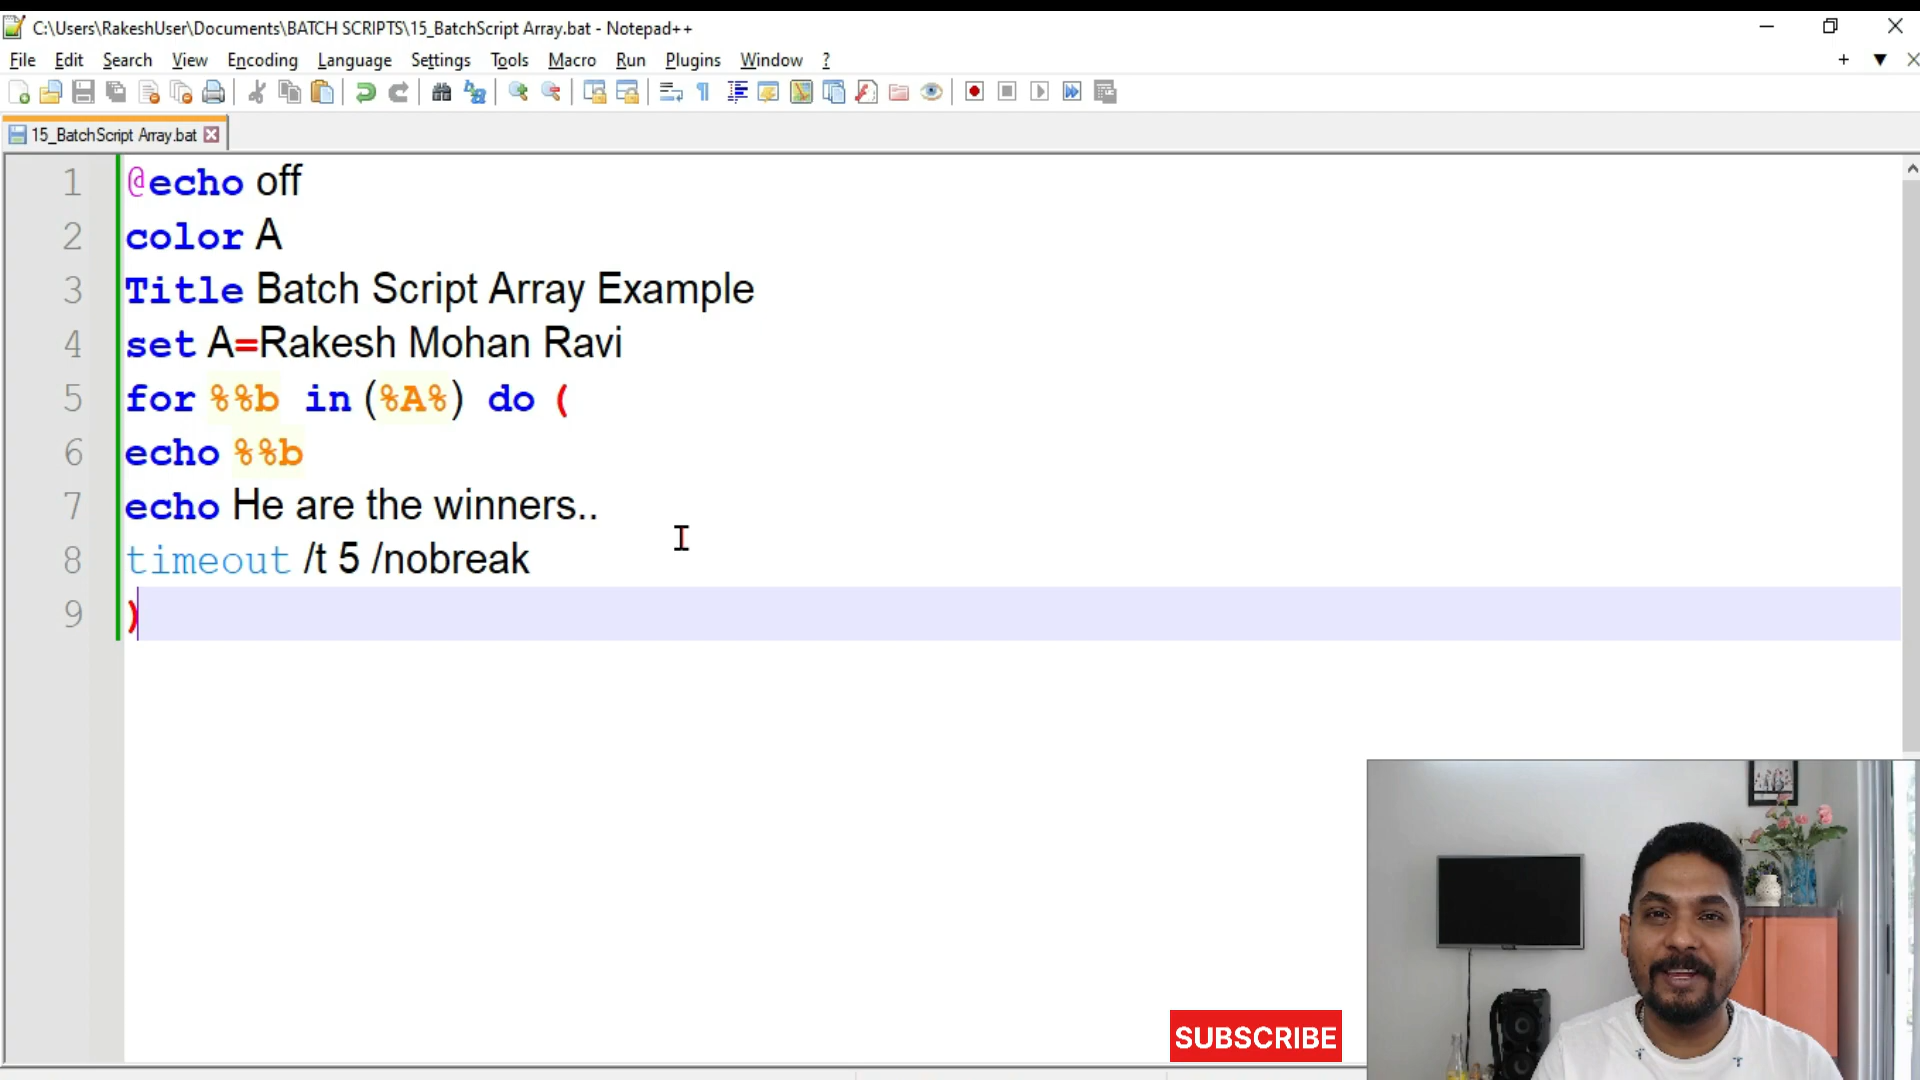 C:\Users\RakeshUser\Documents\BATCH SCRIPTS\15_BatchScript Array.bat - Notepad++
File Edit Search View Encoding Language Settings Tools Macro Run Plugins Window ?
15_BatchScript Array.bat
1 @echo off
2 color A
3 Title Batch Script Array Example
4 set A=Rakesh Mohan Ravi
5 for %%b in (%A%) do (
6 echo %%b
7 echo He are the winners..
8 timeout /t 5 /nobreak
9 )
SUBSCRIBE